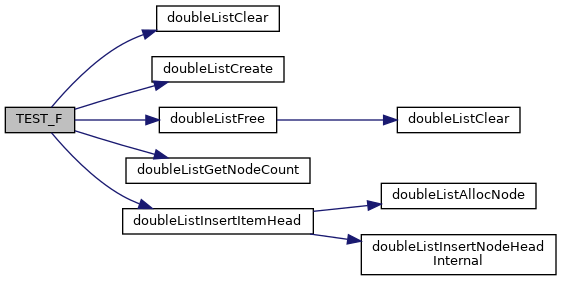 doubleListClear
doubleListCreate
TEST_F
doubleListFree
doubleListClear
doubleListGetNodeCount
doubleListAllocNode
doubleListInsertItemHead
doubleListInsertNodeHead
Internal